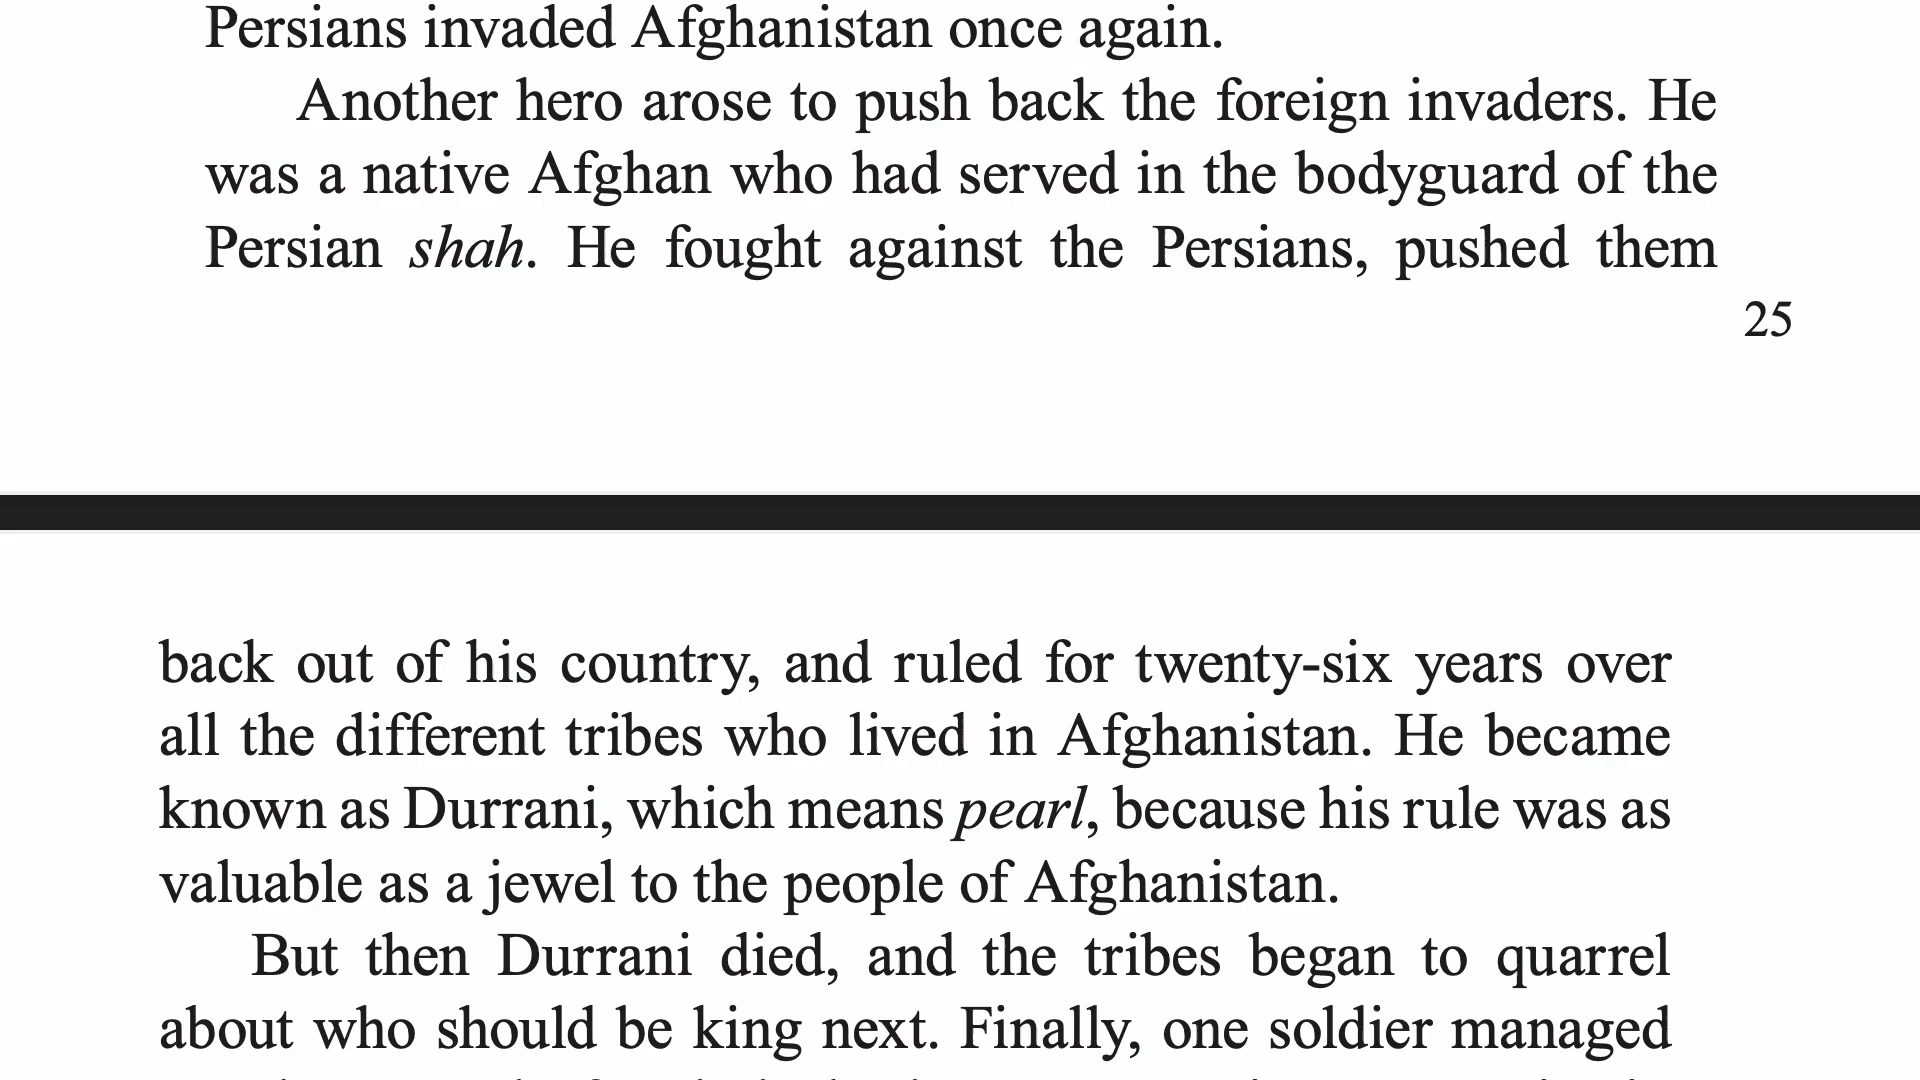 Persians invaded Afghanistan once again.
Another hero arose to push back the foreign invaders. He
was a native Afghan who had served in the bodyguard of the
Persian shah. He fought against the Persians, pushed them
25
back out of his country, and ruled for twenty-six years over
all the different tribes who lived in Afghanistan. He became
known as Durrani, which means pearl, because his rule was as
valuable as a jewel to the people of Afghanistan.
But then Durrani died, and the tribes began to quarrel
about who should be king next. Finally, one soldier managed